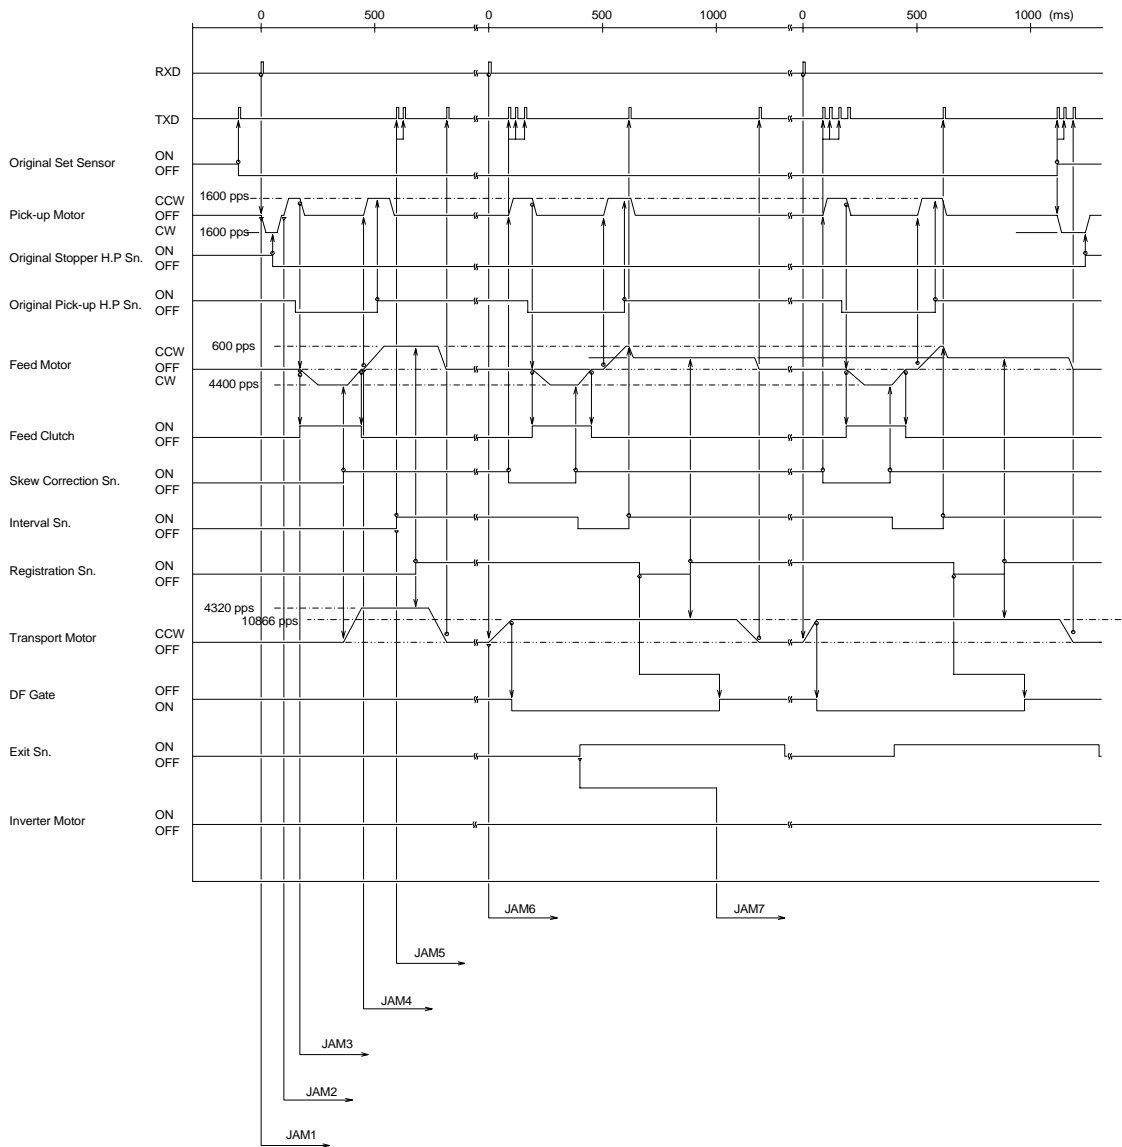 0 500 0 500 1000 0 500 1000 (ms)
RXD
TXD
Original Set Sensor ON
OFF
1600 pps CCW
Pick-up Motor OFF
1600 pps CW
Original Stopper H.P Sn. ON
OFF
Original Pick-up H.P Sn. ON
OFF
600 pps
CCW
Feed Motor OFF
CW
4400 pps
Feed Clutch ON
OFF
Skew Correction Sn. ON
OFF
Interval Sn. ON
OFF
Registration Sn. ON
OFF
4320 pps
10866 pps
Transport Motor CCW
OFF
DF Gate OFF
ON
Exit Sn. ON
OFF
Inverter Motor ON
OFF
JAM6 JAM7
JAM5
JAM4
JAM3
JAM2
JAM1